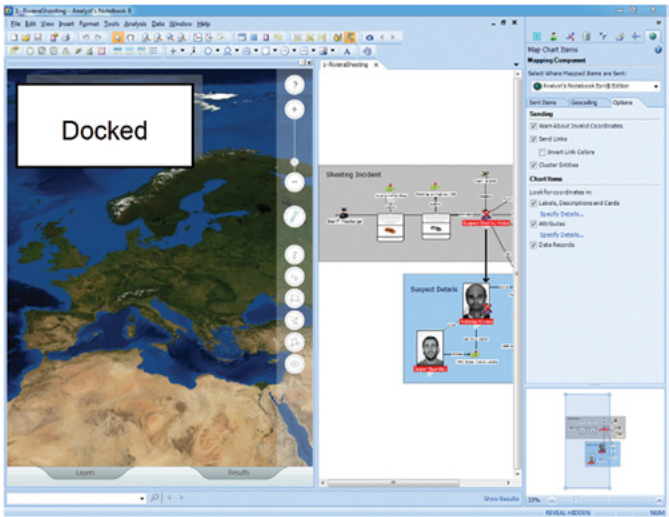 1- RivieraShooting - Analyst's Notebook 8
File Edit View Insert Format Tools Analysis Data Window Help
Map Chart Items
Mapping Component
Select Where Mapped Items are Sent:
Analyst's Notebook Esri Edition
Sent Items Geocoding Options
Sending
Warn About Invalid Coordinates
Send Links
Invert Link Colors
Cluster Entities
Chart Items
Look for coordinates in:
Labels, Descriptions and Cards
Specify Details...
Attributes
Specify Details...
Data Records
1- RivieraShooting
Docked
Shooting Incident
Suspect Details
Layers
Results
Show Results
33%
REVEAL HIDDEN
NUM